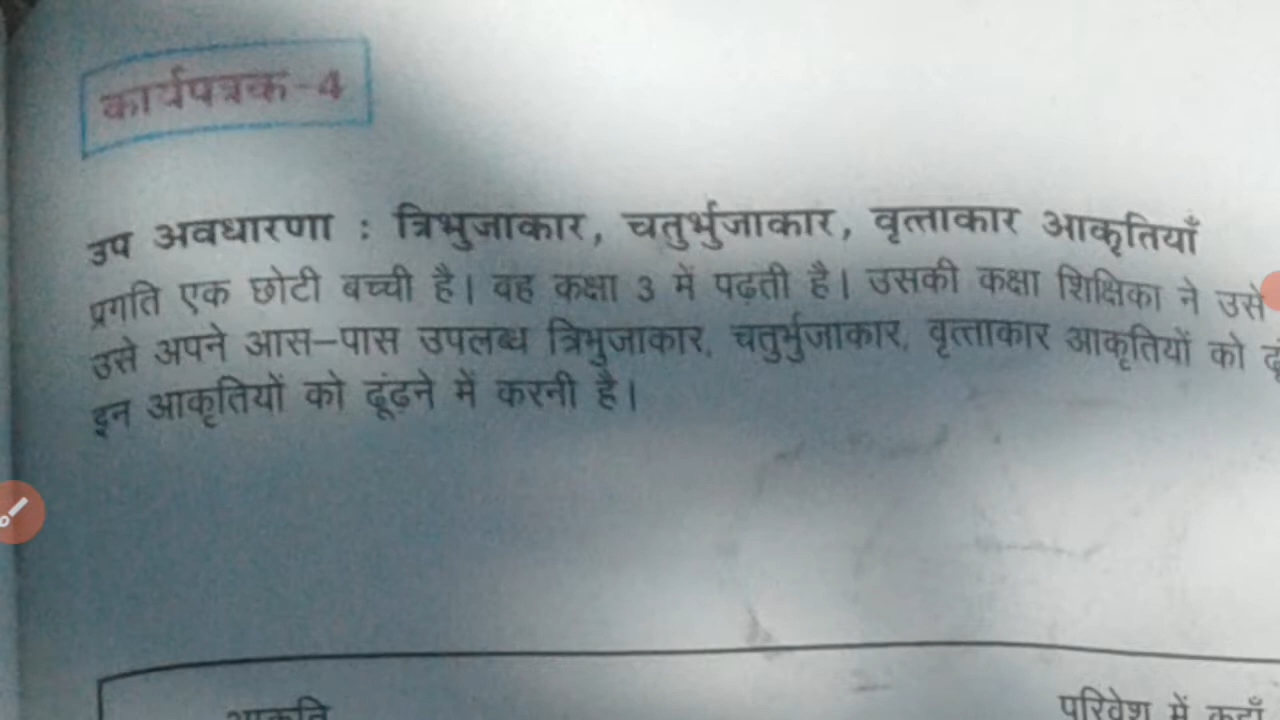 कार्यपत्रक-4
उप अवधारणा : त्रिभुजाकार, चतुर्भुजाकार, वृत्ताकार आकृतियाँ
प्रगति एक छोटी बच्ची है। वह कक्षा 3 में पढ़ती है। उसकी कक्षा शिक्षिका ने उसे
उसे अपने आस-पास उपलब्ध त्रिभुजाकार, चतुर्भुजाकार, वृत्ताकार आकृतियों को
इन आकृतियों को ढूंढ़ने में करनी है।
आकृति परिवेश में कहाँ